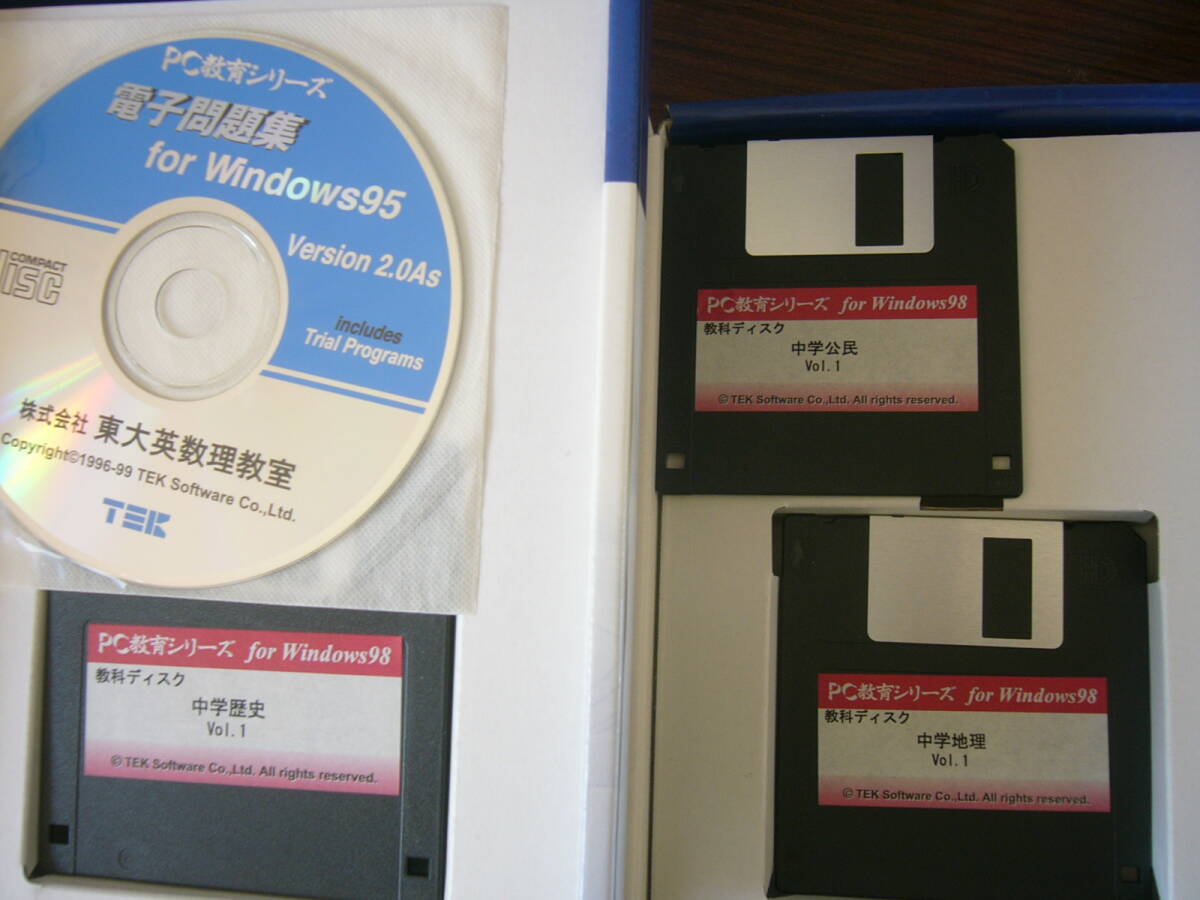 PC教育シリーズ
電子問題集
for Windows95
Version 2.0As
includes
Trial Programs
COMPACT
disc
株式会社 東大英数理教室
Copyright©1996-99 TEK Software Co.,Ltd.
TEK
PC教育シリーズ for Windows98
教科ディスク
中学歴史
Vol.1
© TEK Software Co.,Ltd. All rights reserved.
HD
PC教育シリーズ for Windows98
教科ディスク
中学公民
Vol.1
© TEK Software Co.,Ltd. All rights reserved.
HD
PC教育シリーズ for Windows98
教科ディスク
中学地理
Vol.1
© TEK Software Co.,Ltd. All rights reserved.